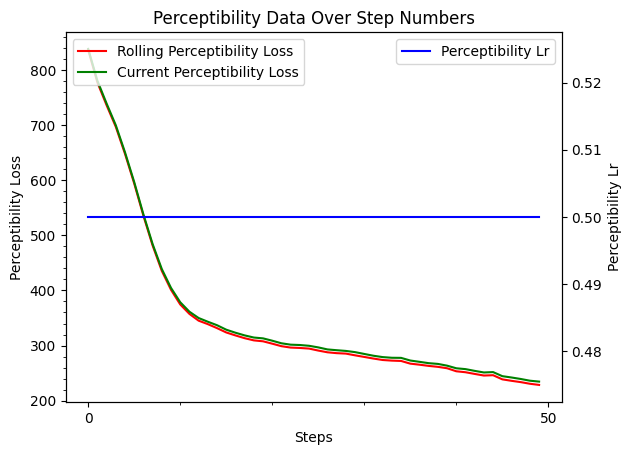 Perceptibility Data Over Step Numbers
Rolling Perceptibility Loss
Current Perceptibility Loss
Perceptibility Lr
Perceptibility Loss
800
700
600
500
400
300
200
0.52
0.51
0.50
0.49
0.48
Perceptibility Lr
0
50
Steps